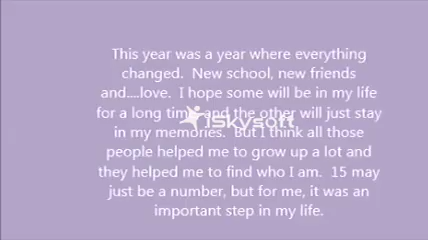 This year was a year where everything
changed. New school, new friends
and....love. I hope some will be in my life
for a long time and the other will just stay
iSkysoft
in my memories. But I think all those
people helped me to grow up a lot and
they helped me to find who I am. 15 may
just be a number, but for me, it was an
important step in my life.